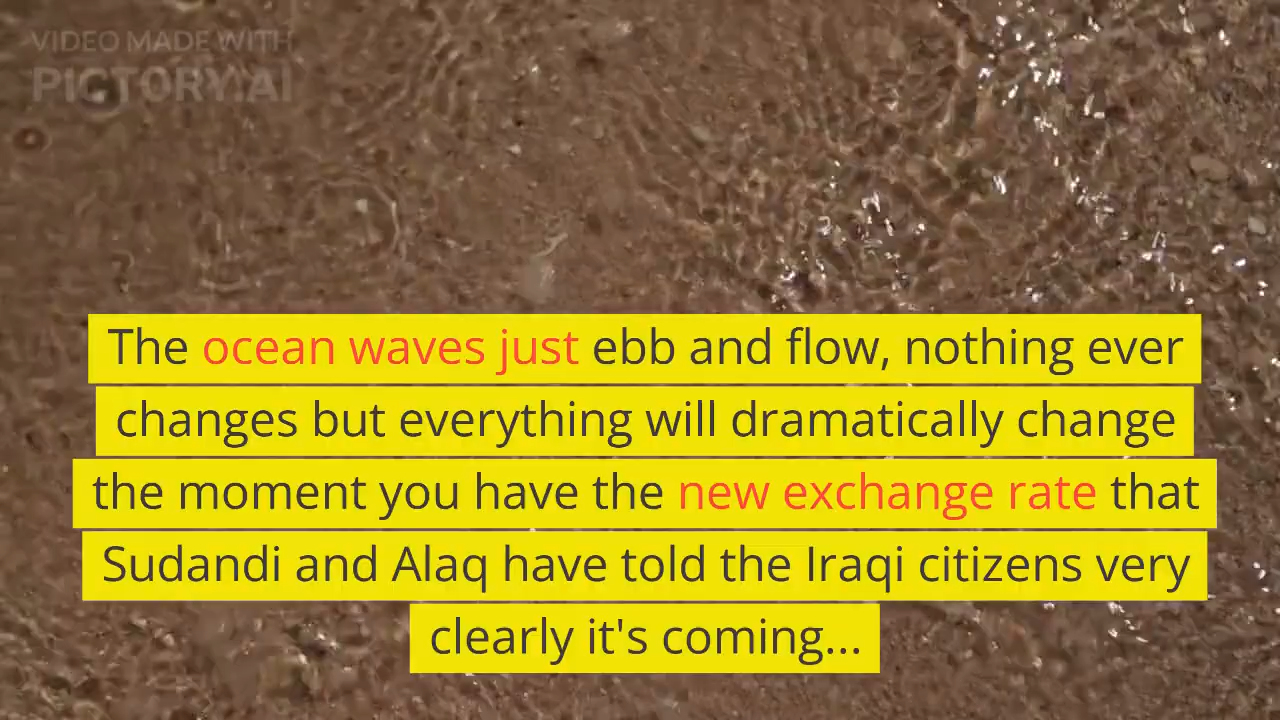 VIDEO MADE WITH
PICTORY.AI
The ocean waves just ebb and flow, nothing ever
changes but everything will dramatically change
the moment you have the new exchange rate that
Sudandi and Alaq have told the Iraqi citizens very
clearly it's coming...